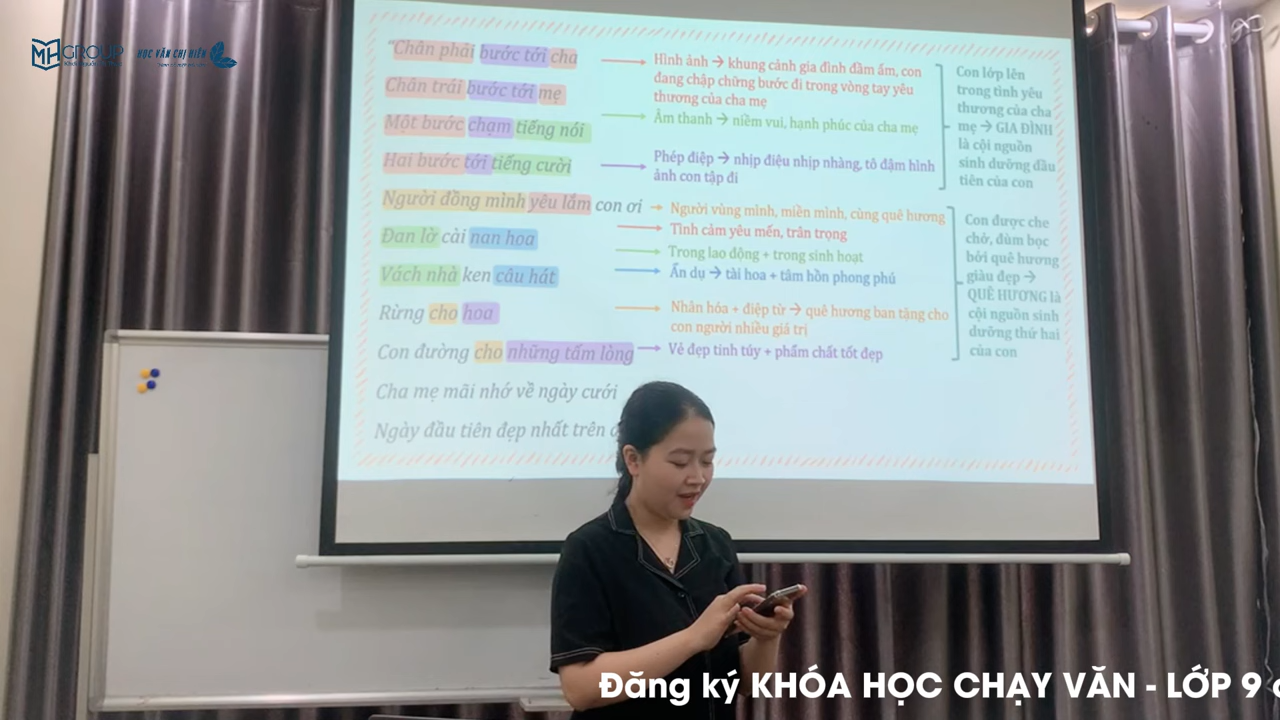 MH GROUP
HỌC VĂN CHỊ HIÊN
"Chân phải bước tới cha
Chân trái bước tới mẹ
Một bước chạm tiếng nói
Hai bước tới tiếng cười
Người đồng mình yêu lắm con ơi
Đan lờ cài nan hoa
Vách nhà ken câu hát
Rừng cho hoa
Con đường cho những tấm lòng
Cha mẹ mãi nhớ về ngày cưới
Ngày đầu tiên đẹp nhất trên
Hình ảnh → khung cảnh gia đình đầm ấm, con
đang chập chững bước đi trong vòng tay yêu
thương của cha mẹ
Âm thanh → niềm vui, hạnh phúc của cha mẹ
Phép điệp → nhịp điệu nhịp nhàng, tô đậm hình
ảnh con tập đi
Người vùng mình, miền mình, cùng quê hương
Tình cảm yêu mến, trân trọng
Trong lao động + trong sinh hoạt
Ẩn dụ → tài hoa + tâm hồn phong phú
Nhân hóa + điệp từ → quê hương ban tặng cho
con người nhiều giá trị
Vẻ đẹp tinh túy + phẩm chất tốt đẹp
Con lớp lên
trong tình yêu
thương của cha
mẹ → GIA ĐÌNH
là cội nguồn
sinh dưỡng đầu
tiên của con
Con được che
chở, đùm bọc
bởi quê hương
giàu đẹp →
QUÊ HƯƠNG là
cội nguồn sinh
dưỡng thứ hai
của con
Đăng ký KHÓA HỌC CHẠY VĂN - LỚP 9